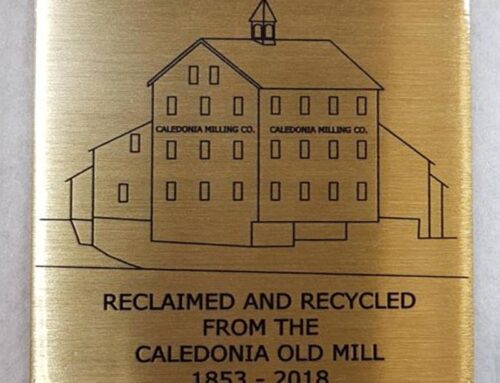 CALEDONIA MILLING CO. CALEDONIA MILLING CO.
RECLAIMED AND RECYCLED
FROM THE
CALEDONIA OLD MILL
1853 - 2018